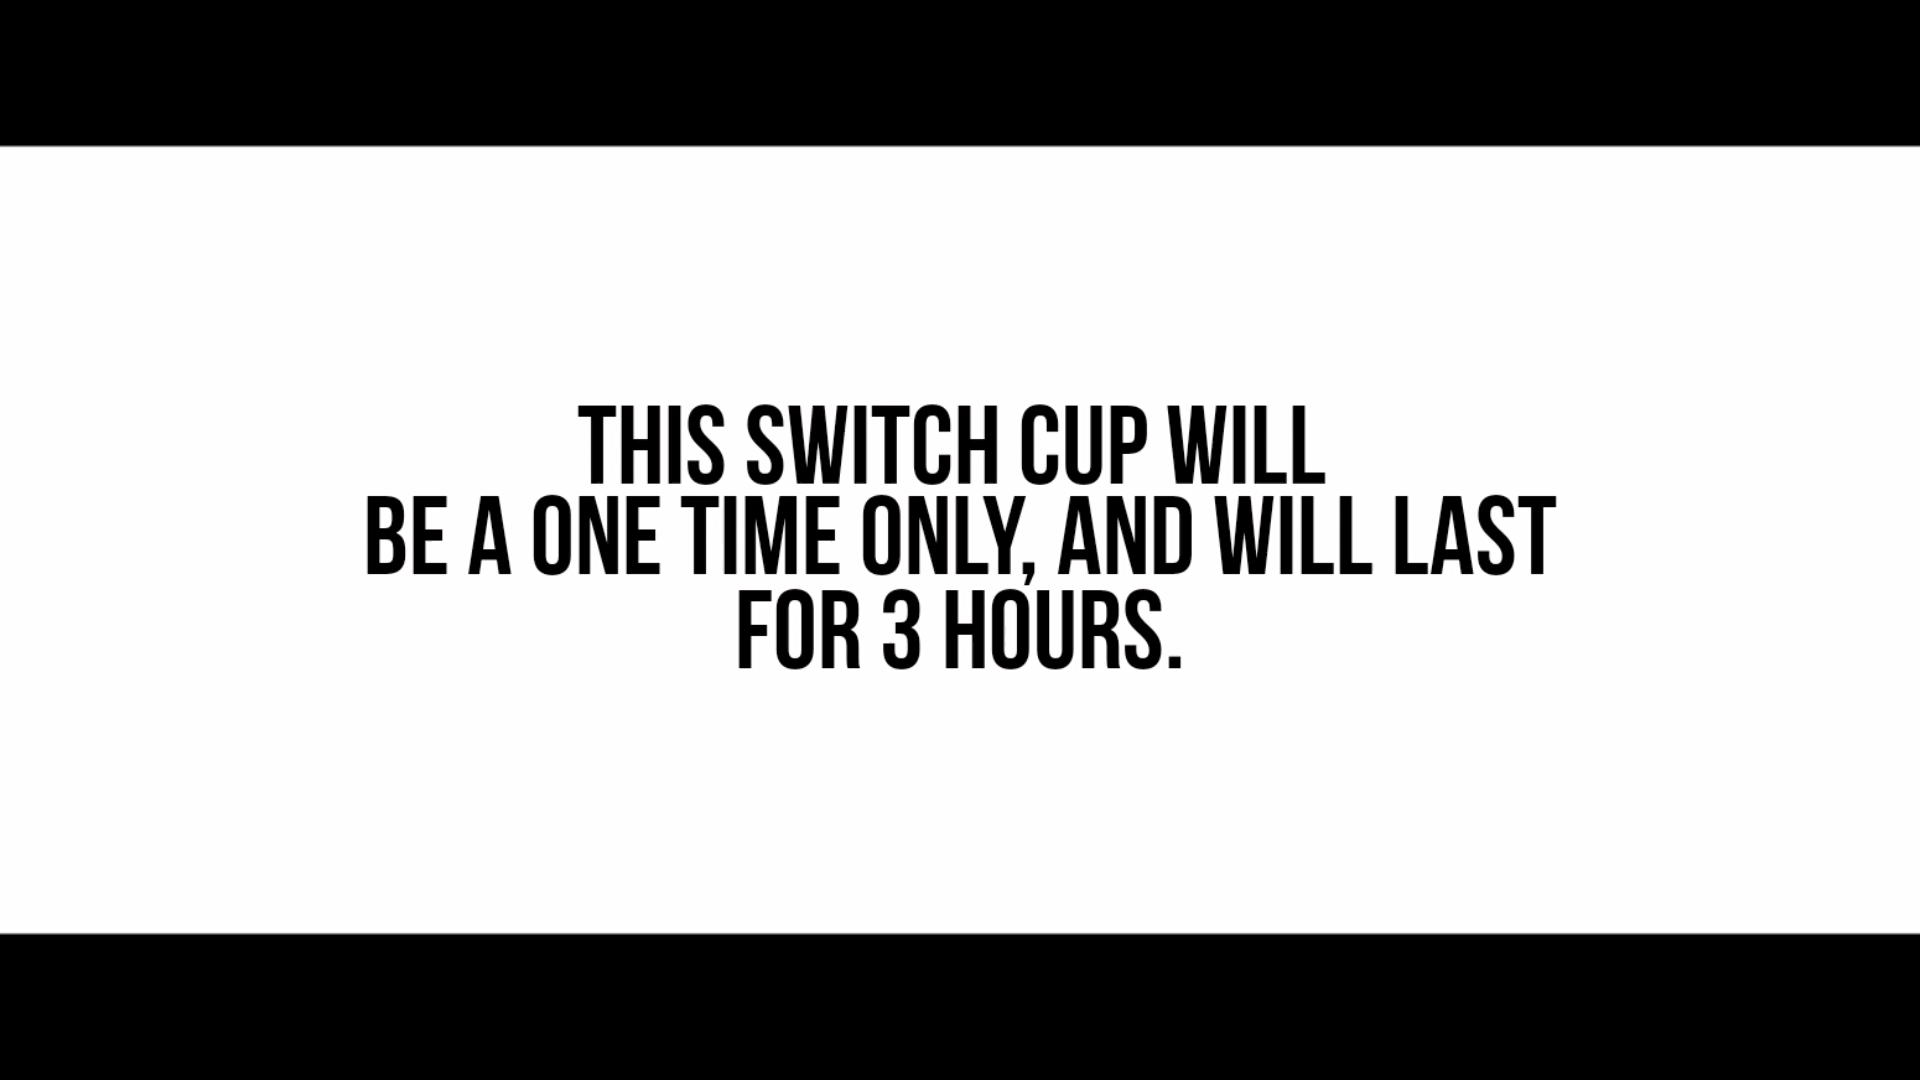 THIS SWITCH CUP WILL
BE A ONE TIME ONLY, AND WILL LAST
FOR 3 HOURS.